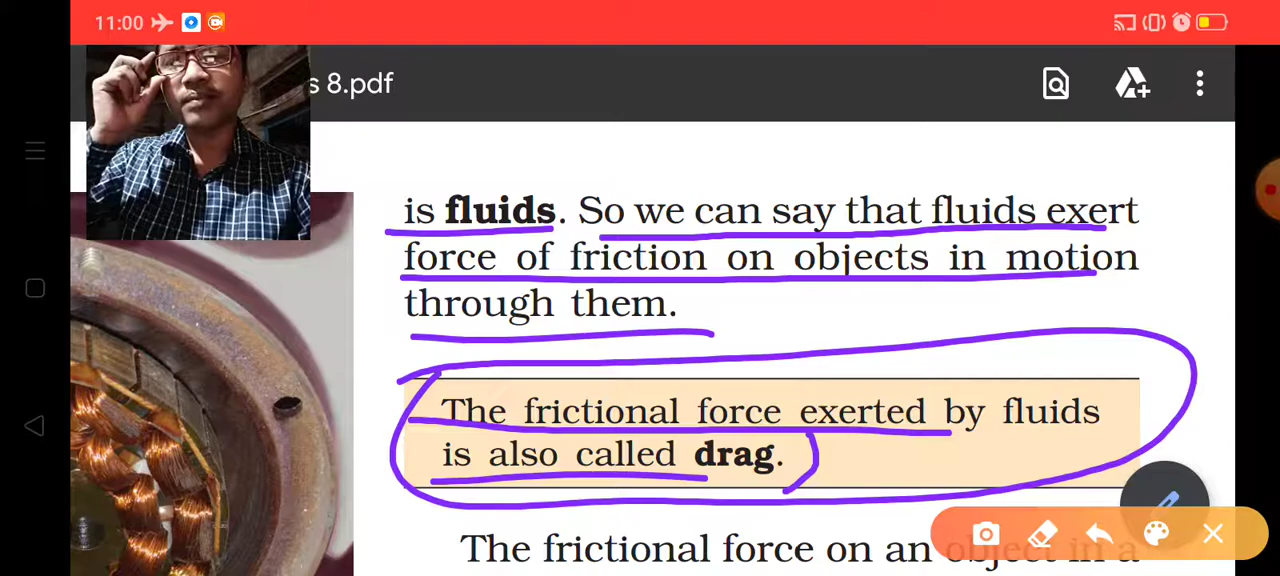 11:00
s 8.pdf
is fluids. So we can say that fluids exert
force of friction on objects in motion
through them.
The frictional force exerted by fluids
is also called drag.
The frictional force on an object in a